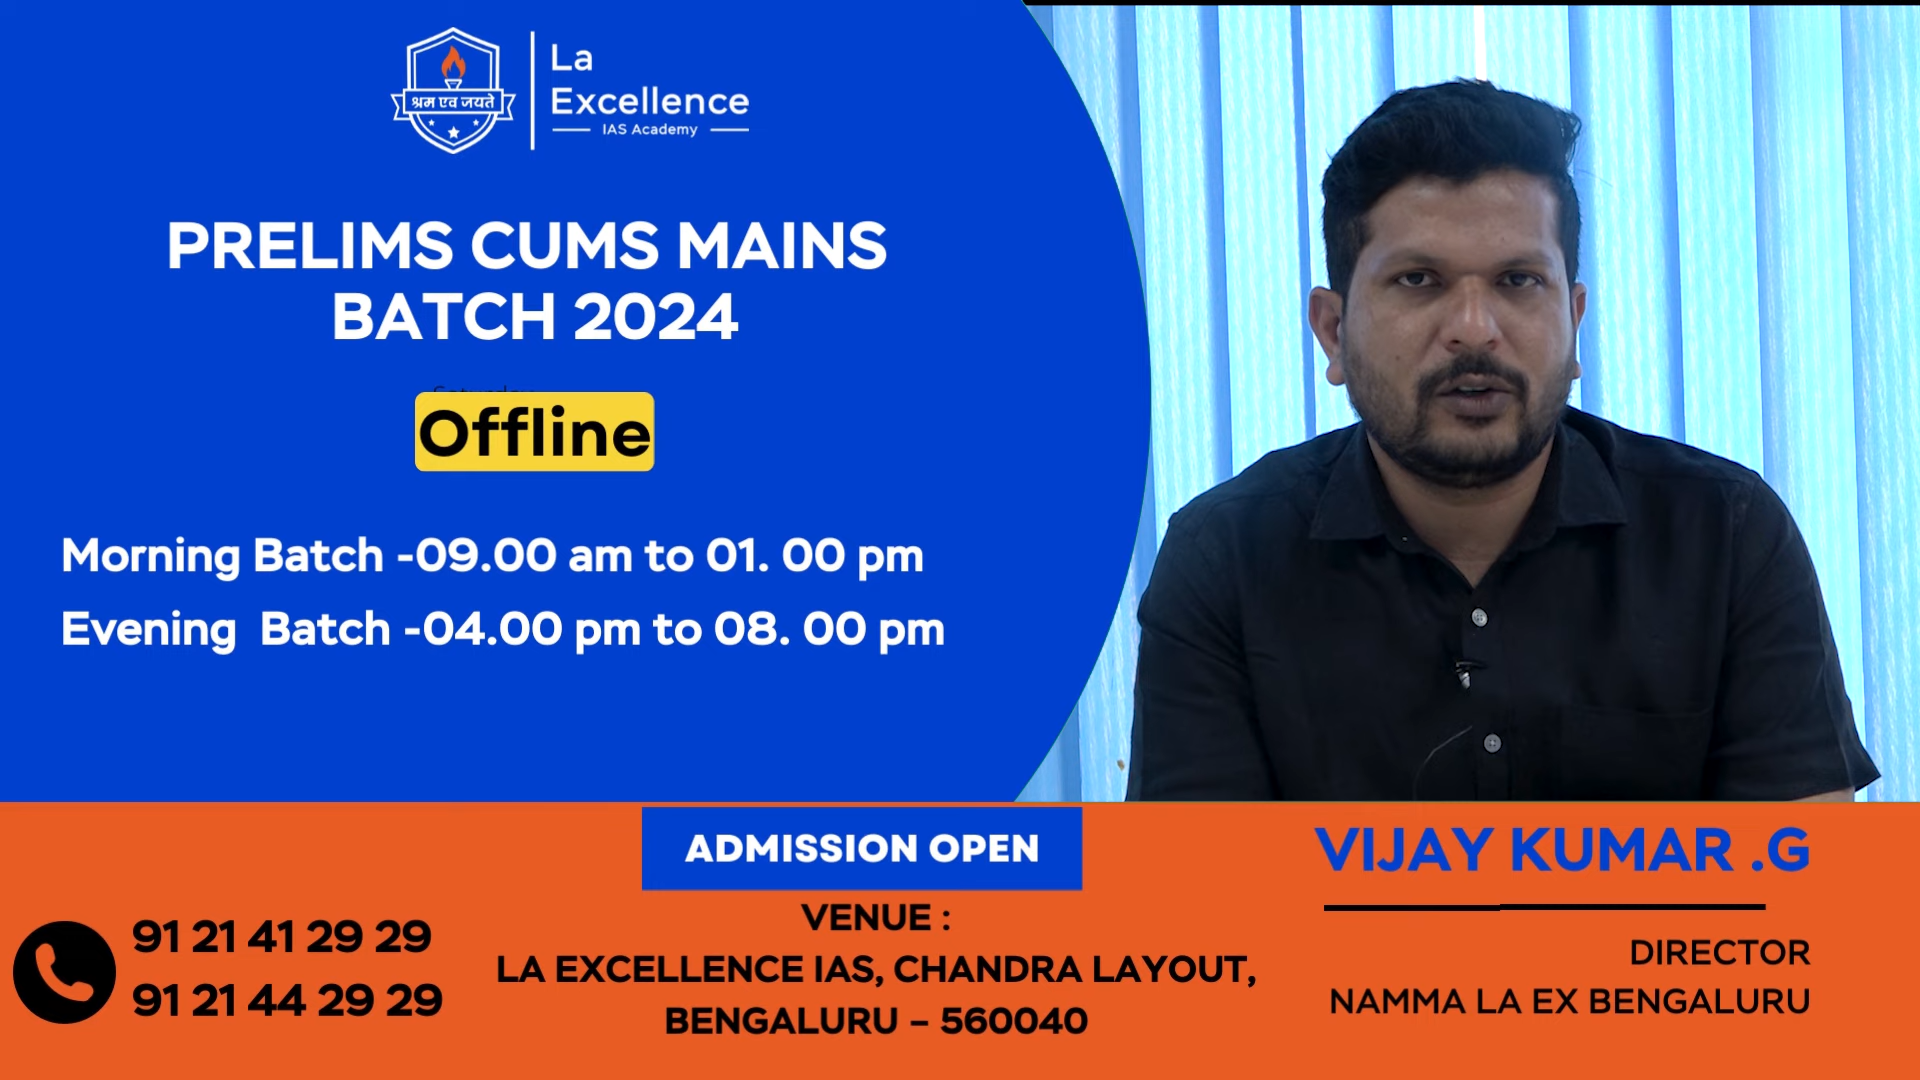 La
Excellence
IAS Academy
श्रम एव जयते
PRELIMS CUMS MAINS
BATCH 2024
Offline
Morning Batch -09.00 am to 01. 00 pm
Evening Batch -04.00 pm to 08. 00 pm
ADMISSION OPEN
91 21 41 29 29
91 21 44 29 29
VENUE :
LA EXCELLENCE IAS, CHANDRA LAYOUT,
BENGALURU – 560040
VIJAY KUMAR .G
DIRECTOR
NAMMA LA EX BENGALURU